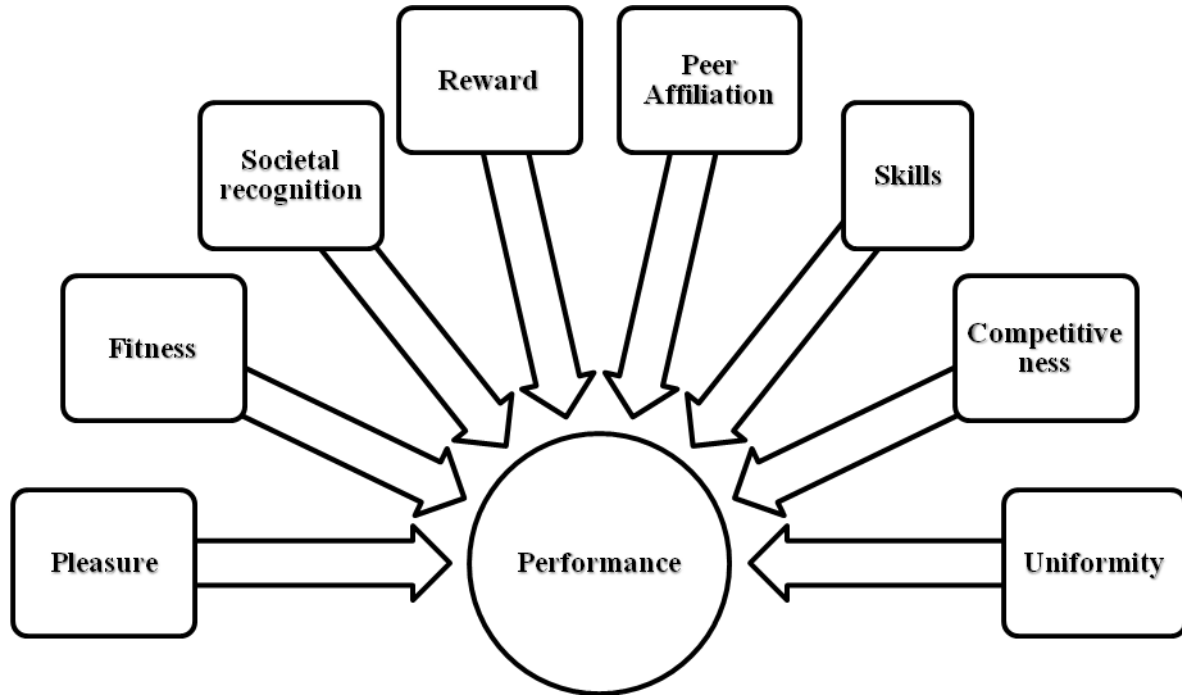 Reward
Peer
Affiliation
Societal
recognition
Skills
Fitness
Competitive
ness
Pleasure
Performance
Uniformity